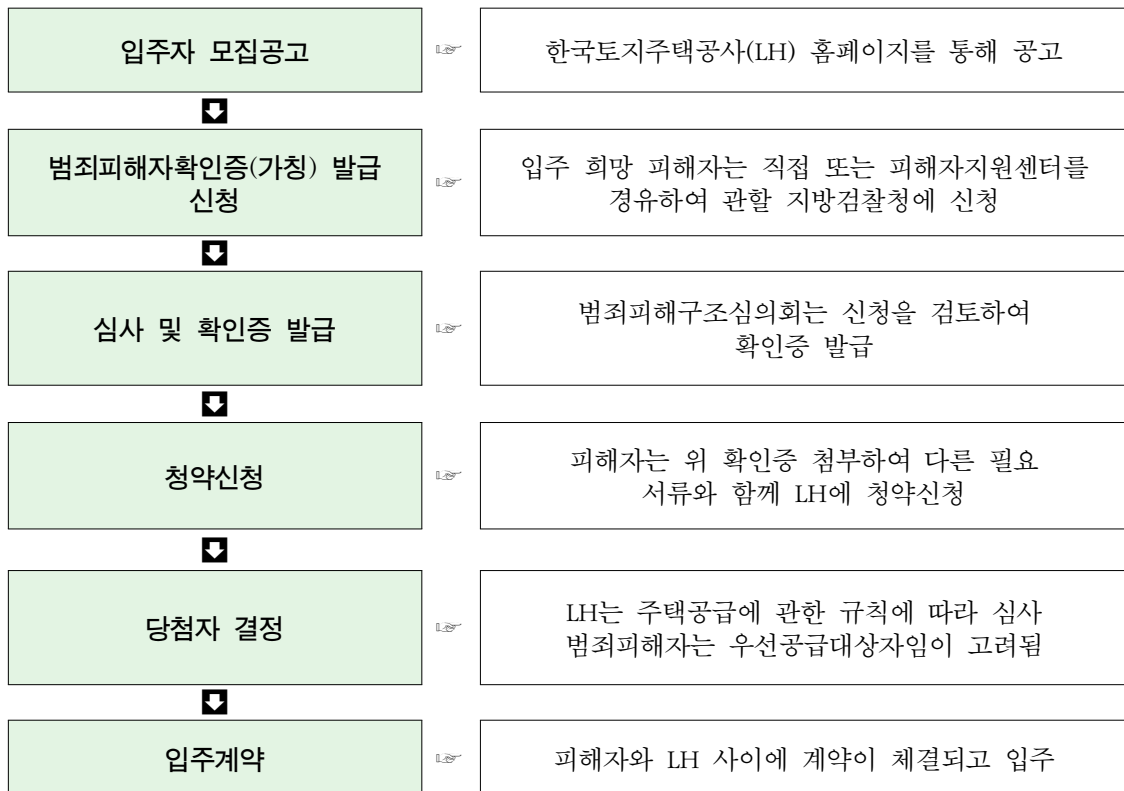 입주자 모집공고
☞
한국토지주택공사(LH) 홈페이지를 통해 공고
범죄피해자확인증(가칭) 발급
신청
☞
입주 희망 피해자는 직접 또는 피해자지원센터를
경유하여 관할 지방검찰청에 신청
심사 및 확인증 발급
☞
범죄피해구조심의회는 신청을 검토하여
확인증 발급
청약신청
☞
피해자는 위 확인증 첨부하여 다른 필요
서류와 함께 LH에 청약신청
당첨자 결정
☞
LH는 주택공급에 관한 규칙에 따라 심사
범죄피해자는 우선공급대상자임이 고려됨
입주계약
☞
피해자와 LH 사이에 계약이 체결되고 입주